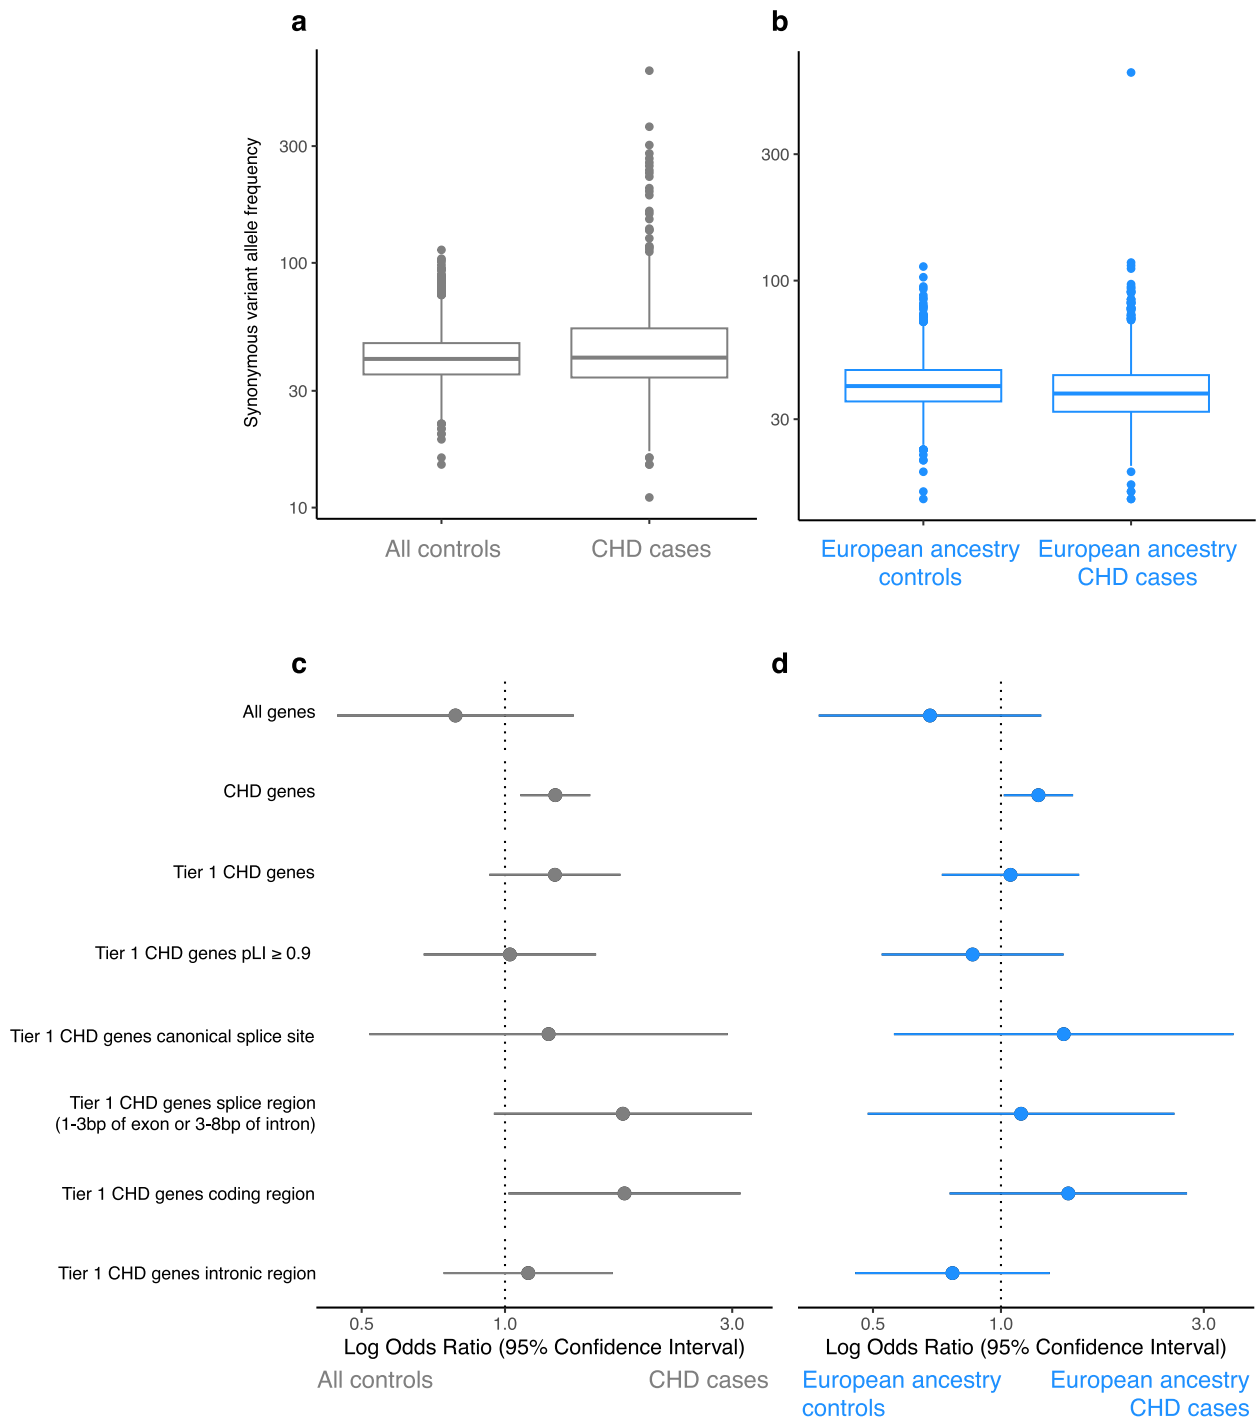 a
b
Synonymous variant allele frequency
300
100
30
10
All controls
CHD cases
300
100
30
European ancestry
controls
European ancestry
CHD cases
c
d
All genes
CHD genes
Tier 1 CHD genes
Tier 1 CHD genes pLI ≥ 0.9
Tier 1 CHD genes canonical splice site
Tier 1 CHD genes splice region
(1-3bp of exon or 3-8bp of intron)
Tier 1 CHD genes coding region
Tier 1 CHD genes intronic region
0.5
1.0
3.0
Log Odds Ratio (95% Confidence Interval)
All controls
CHD cases
0.5
1.0
3.0
Log Odds Ratio (95% Confidence Interval)
European ancestry
controls
European ancestry
CHD cases